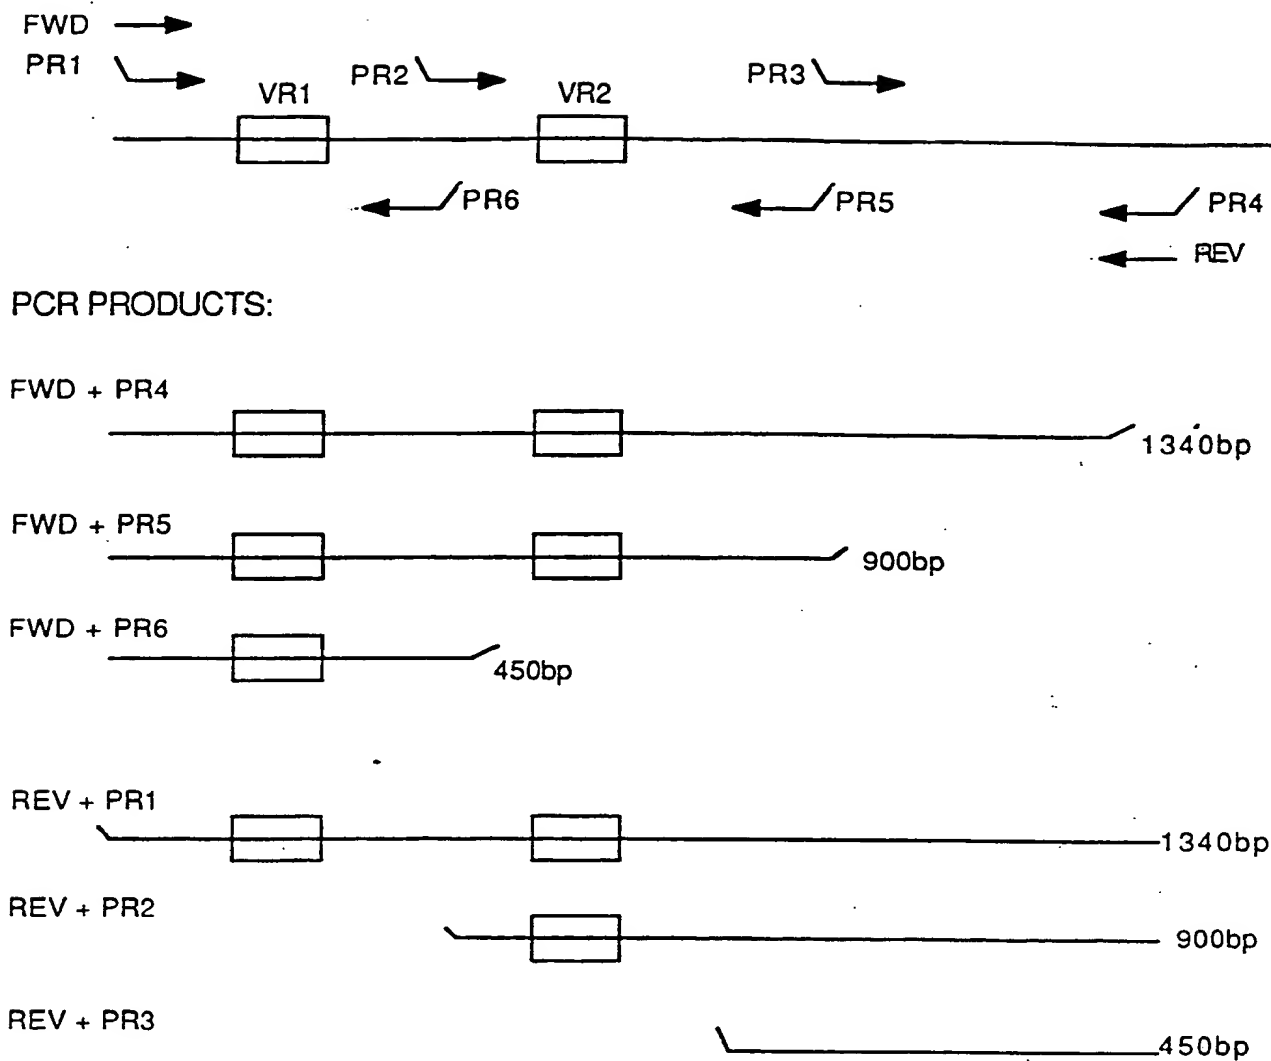 FWD
PR1
PR2
PR3
VR1
VR2
PR6
PR5
PR4
REV
PCR PRODUCTS:
FWD + PR4
1340bp
FWD + PR5
900bp
FWD + PR6
450bp
REV + PR1
1340bp
REV + PR2
900bp
REV + PR3
450bp